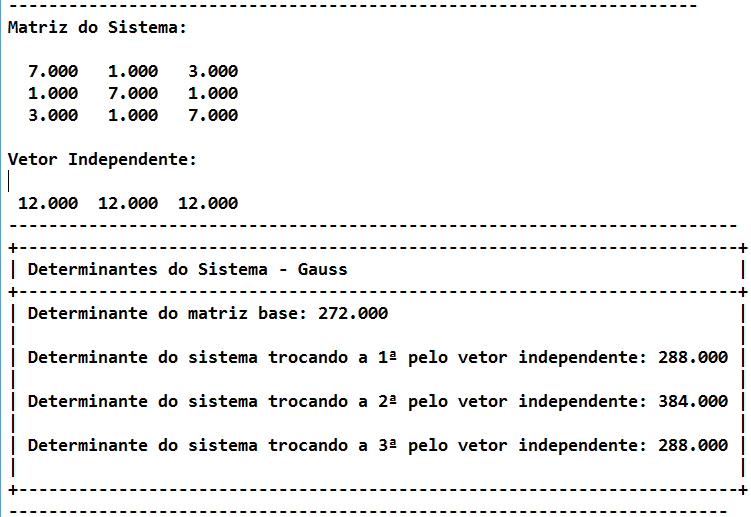 ---------------------------------------------------------------------
Matriz do Sistema:
7.000 1.000 3.000
1.000 7.000 1.000
3.000 1.000 7.000
Vetor Independente:
12.000 12.000 12.000
-------------------------------------------------------------------------
+------------------------------------------------------------------------+
| Determinantes do Sistema - Gauss |
+------------------------------------------------------------------------+
| Determinante do matriz base: 272.000 |
| |
| Determinante do sistema trocando a 1ª pelo vetor independente: 288.000 |
| |
| Determinante do sistema trocando a 2ª pelo vetor independente: 384.000 |
| |
| Determinante do sistema trocando a 3ª pelo vetor independente: 288.000 |
| |
+------------------------------------------------------------------------+
------------------------------------------------------------------------